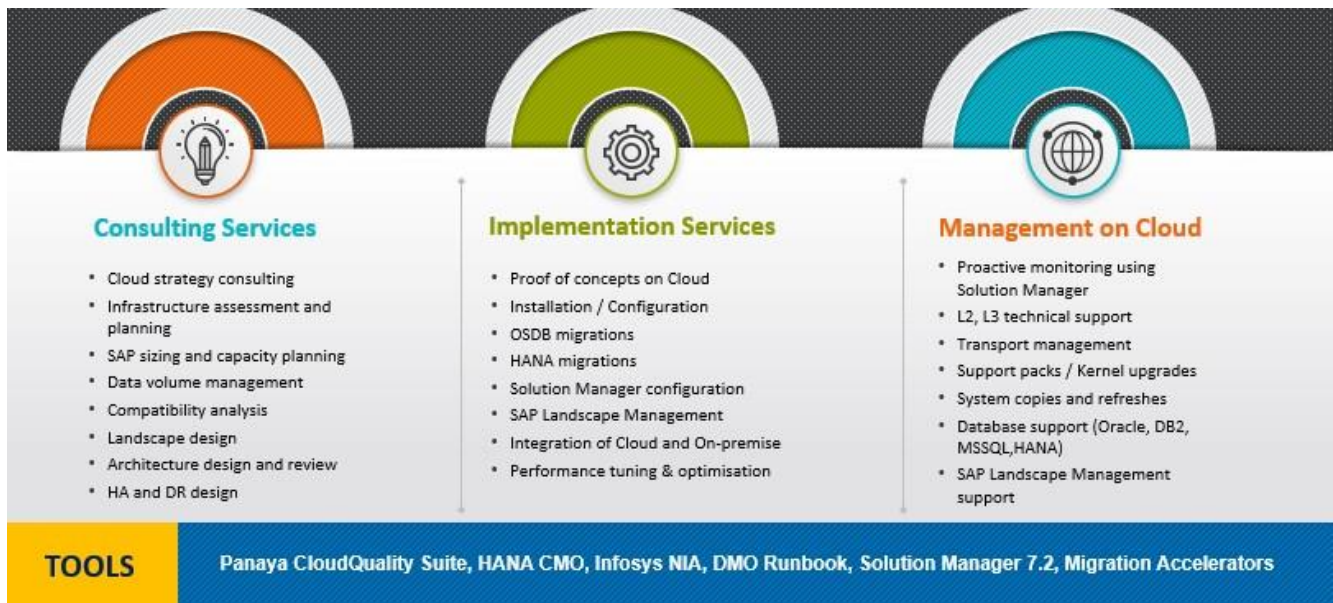 Consulting Services
• Cloud strategy consulting
• Infrastructure assessment and
planning
• SAP sizing and capacity planning
• Data volume management
• Compatibility analysis
• Landscape design
• Architecture design and review
• HA and DR design
Implementation Services
• Proof of concepts on Cloud
• Installation / Configuration
• OSDB migrations
• HANA migrations
• Solution Manager configuration
• SAP Landscape Management
• Integration of Cloud and On-premise
• Performance tuning & optimisation
Management on Cloud
• Proactive monitoring using
Solution Manager
• L2, L3 technical support
• Transport management
• Support packs / Kernel upgrades
• System copies and refreshes
• Database support (Oracle, DB2,
MSSQL,HANA)
• SAP Landscape Management
support
TOOLS
Panaya CloudQuality Suite, HANA CMO, Infosys NIA, DMO Runbook, Solution Manager 7.2, Migration Accelerators